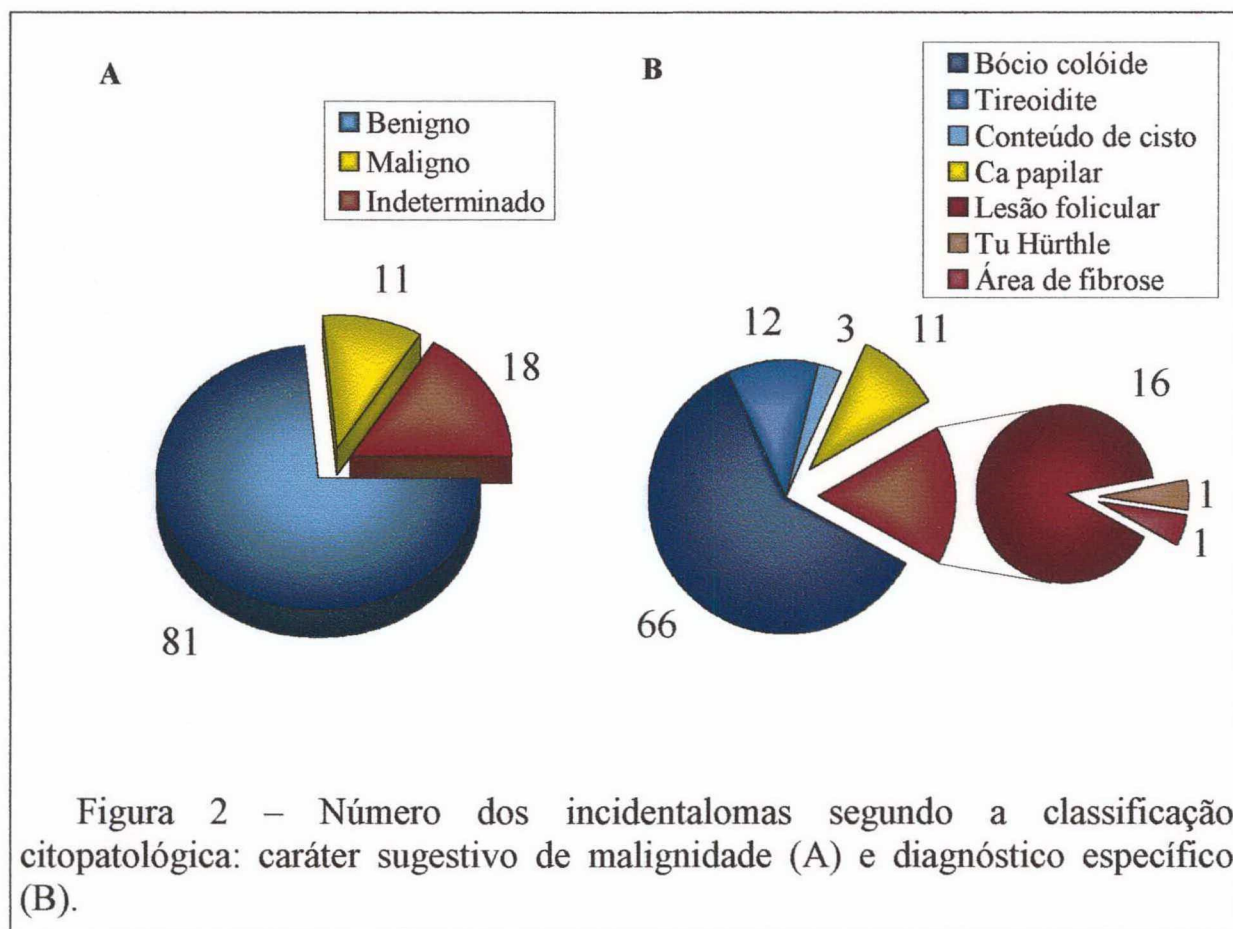 A
Benigno
Maligno
Indeterminado
11
18
81
B
Bócio colóide
Tireoidite
Conteúdo de cisto
Ca papilar
Lesão folicular
Tu Hürthle
Área de fibrose
12
3
11
16
1
1
66
Figura 2 – Número dos incidentalomas segundo a classificação
citopatológica: caráter sugestivo de malignidade (A) e diagnóstico específico
(B).